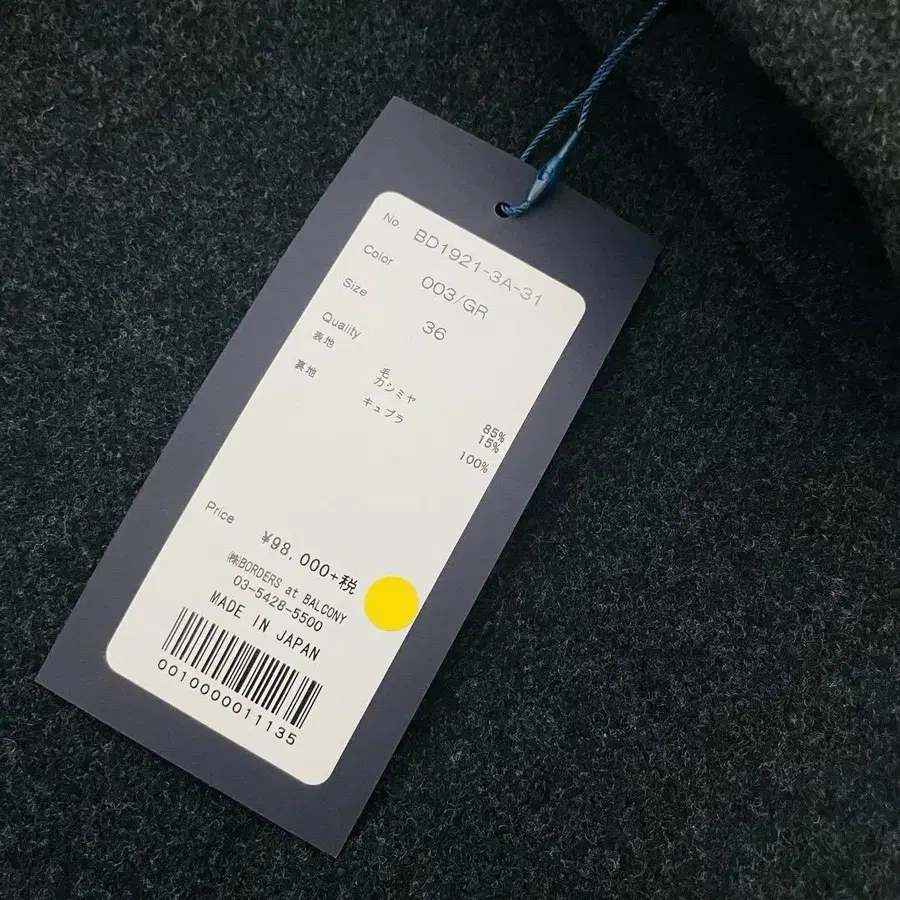 No. BD1921-3A-31
Color 003/GR
Size 36
Quality
表地 毛 85%
カシミヤ 15%
裏地 キュプラ 100%
Price ¥98,000+税
㈱BORDERS at BALCONY
03-5428-5500
MADE IN JAPAN
0010000011135